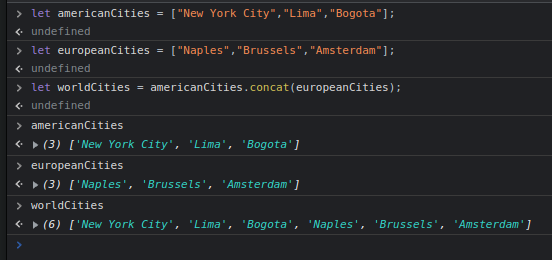 let americanCities = ["New York City","Lima","Bogota"];
undefined
let europeanCities = ["Naples","Brussels","Amsterdam"];
undefined
let worldCities = americanCities.concat(europeanCities);
undefined
americanCities
(3) ['New York City', 'Lima', 'Bogota']
europeanCities
(3) ['Naples', 'Brussels', 'Amsterdam']
worldCities
(6) ['New York City', 'Lima', 'Bogota', 'Naples', 'Brussels', 'Amsterdam']